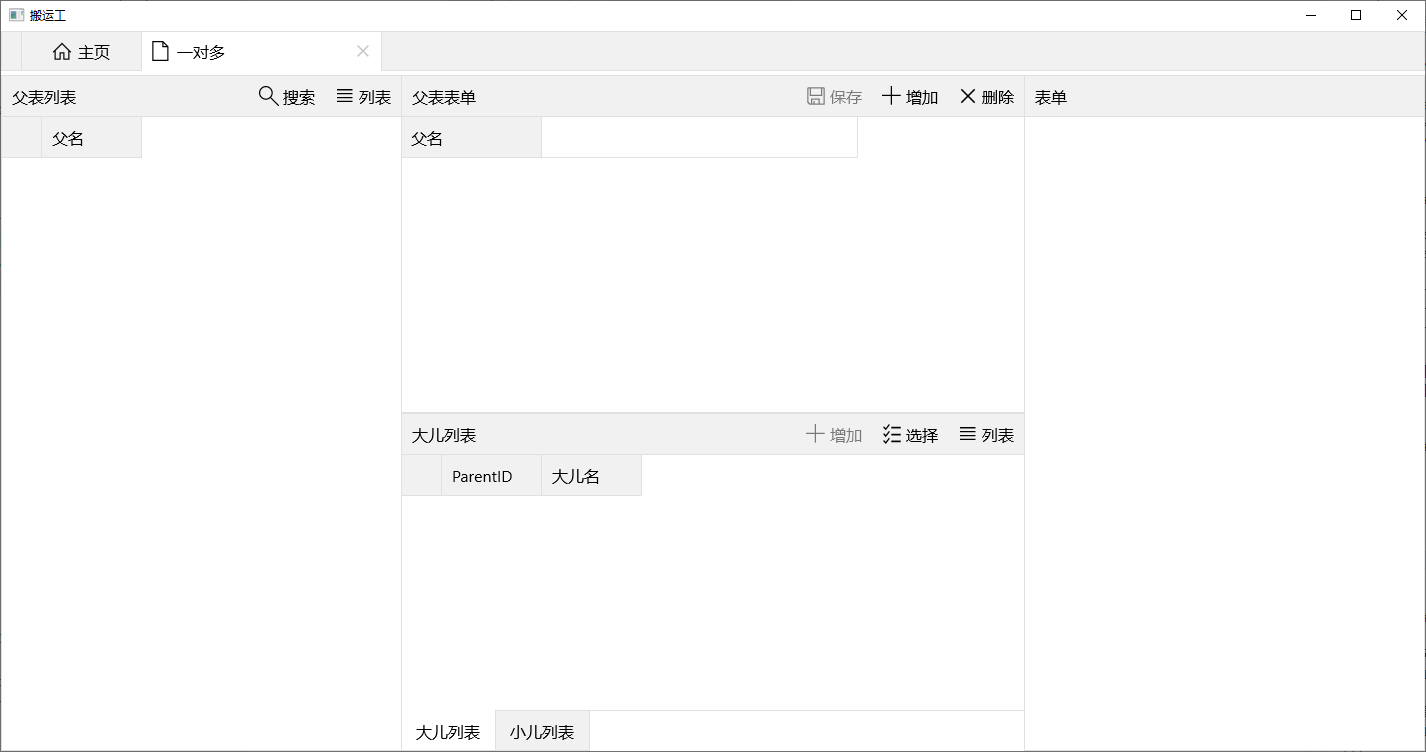 搬运工
主页
一对多
父表列表
搜索
列表
父名
父表表单
保存
增加
删除
父名
大儿列表
增加
选择
列表
ParentID
大儿名
大儿列表
小儿列表
表单